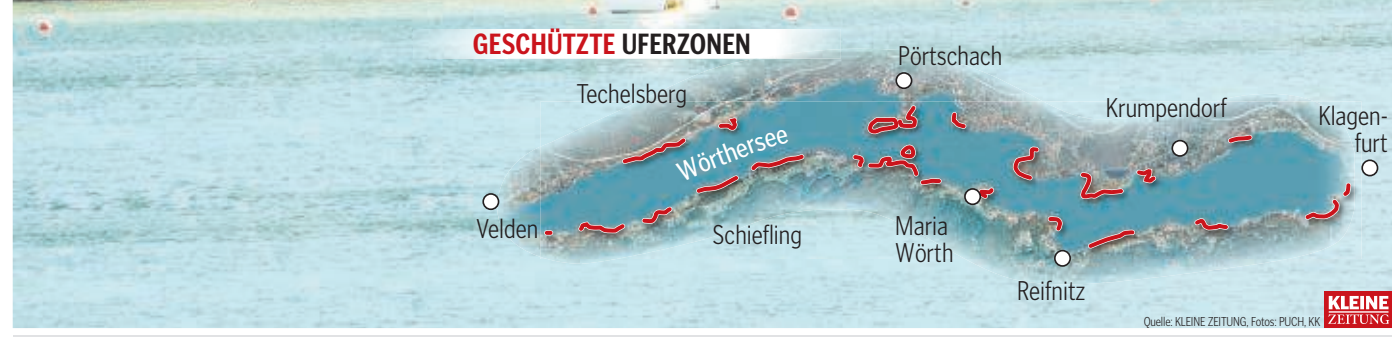 GESCHÜTZTE UFERZONEN
Pörtschach
Techelsberg
Krumpendorf
Klagen-
furt
Wörthersee
Velden
Schiefling
Maria
Wörth
Reifnitz
Quelle: KLEINE ZEITUNG, Fotos: PUCH, KK
KLEINE
ZEITUNG